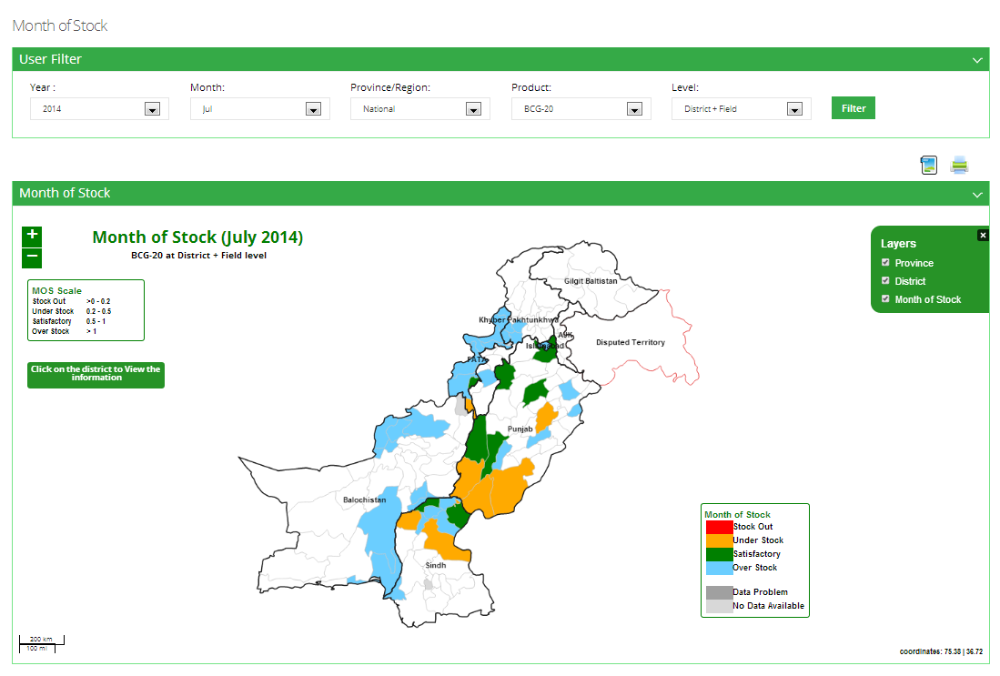 Month of Stock
User Filter
Year :
Month:
Province/Region:
Product:
Level:
2014
Jul
National
BCG-20
District + Field
Filter
Month of Stock
+
−
Month of Stock (July 2014)
BCG-20 at District + Field level
MOS Scale
Stock Out >0 - 0.2
Under Stock 0.2 - 0.5
Satisfactory 0.5 - 1
Over Stock > 1
Click on the district to View the
information
Layers
Province
District
Month of Stock
Gilgit Baltistan
Khyber Pakhtunkhwa
AJK
Islamabad
Disputed Territory
FATA
Punjab
Balochistan
Sindh
Month of Stock
Stock Out
Under Stock
Satisfactory
Over Stock
Data Problem
No Data Available
200 km
100 mi
coordinates: 75.38 | 36.72